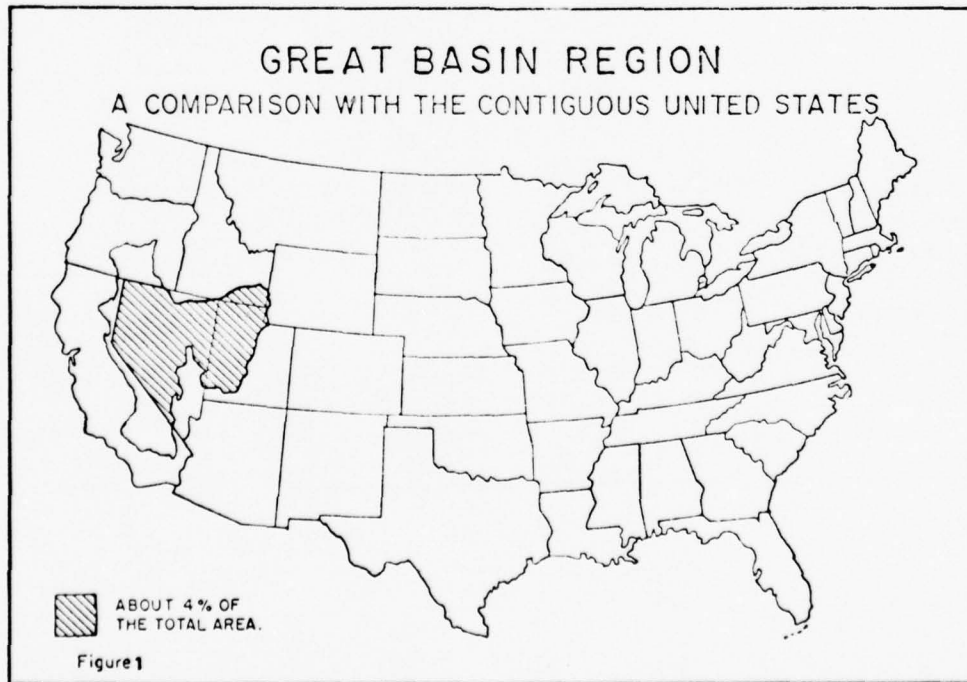 GREAT BASIN REGION
A COMPARISON WITH THE CONTIGUOUS UNITED STATES
ABOUT 4% OF
THE TOTAL AREA.
Figure 1